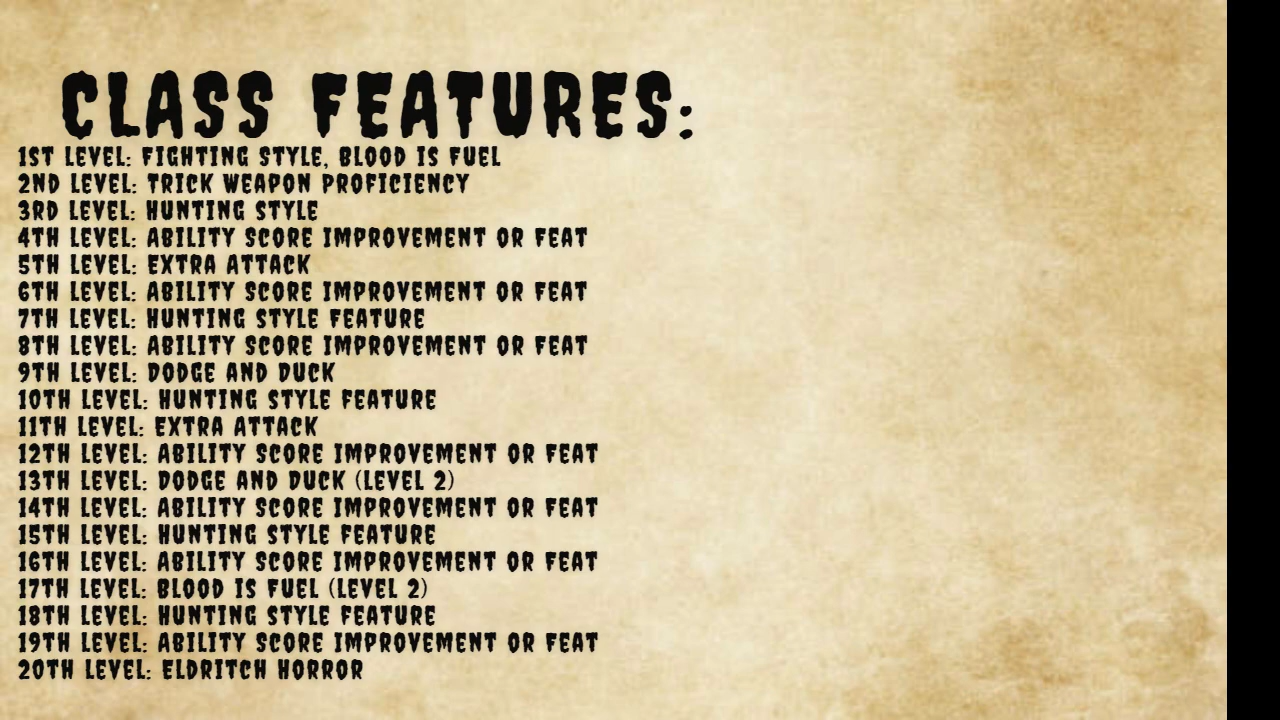 CLASS FEATURES:
1ST LEVEL: FIGHTING STYLE, BLOOD IS FUEL
2ND LEVEL: TRICK WEAPON PROFICIENCY
3RD LEVEL: HUNTING STYLE
4TH LEVEL: ABILITY SCORE IMPROVEMENT OR FEAT
5TH LEVEL: EXTRA ATTACK
6TH LEVEL: ABILITY SCORE IMPROVEMENT OR FEAT
7TH LEVEL: HUNTING STYLE FEATURE
8TH LEVEL: ABILITY SCORE IMPROVEMENT OR FEAT
9TH LEVEL: DODGE AND DUCK
10TH LEVEL: HUNTING STYLE FEATURE
11TH LEVEL: EXTRA ATTACK
12TH LEVEL: ABILITY SCORE IMPROVEMENT OR FEAT
13TH LEVEL: DODGE AND DUCK (LEVEL 2)
14TH LEVEL: ABILITY SCORE IMPROVEMENT OR FEAT
15TH LEVEL: HUNTING STYLE FEATURE
16TH LEVEL: ABILITY SCORE IMPROVEMENT OR FEAT
17TH LEVEL: BLOOD IS FUEL (LEVEL 2)
18TH LEVEL: HUNTING STYLE FEATURE
19TH LEVEL: ABILITY SCORE IMPROVEMENT OR FEAT
20TH LEVEL: ELDRITCH HORROR